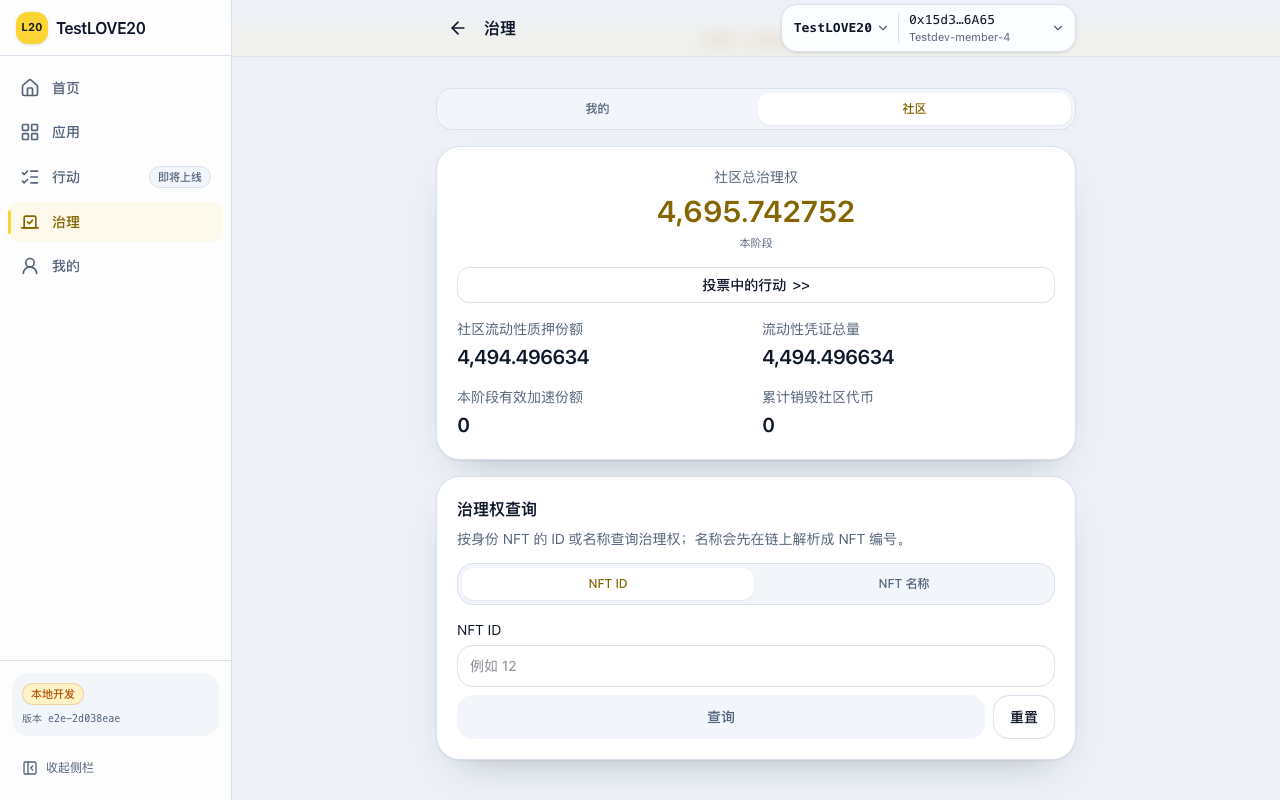 L20 TestLOVE20
首页
应用
行动 即将上线
治理
我的
本地开发
版本 e2e-2d038eae
收起侧栏
治理
TestLOVE20
0x15d3…6A65
Testdev-member-4
我的 社区
社区总治理权
4,695.742752
本阶段
投票中的行动 >>
社区流动性质押份额 流动性凭证总量
4,494.496634 4,494.496634
本阶段有效加速份额 累计销毁社区代币
0 0
治理权查询
按身份 NFT 的 ID 或名称查询治理权；名称会先在链上解析成 NFT 编号。
NFT ID NFT 名称
NFT ID
例如 12
查询 重置